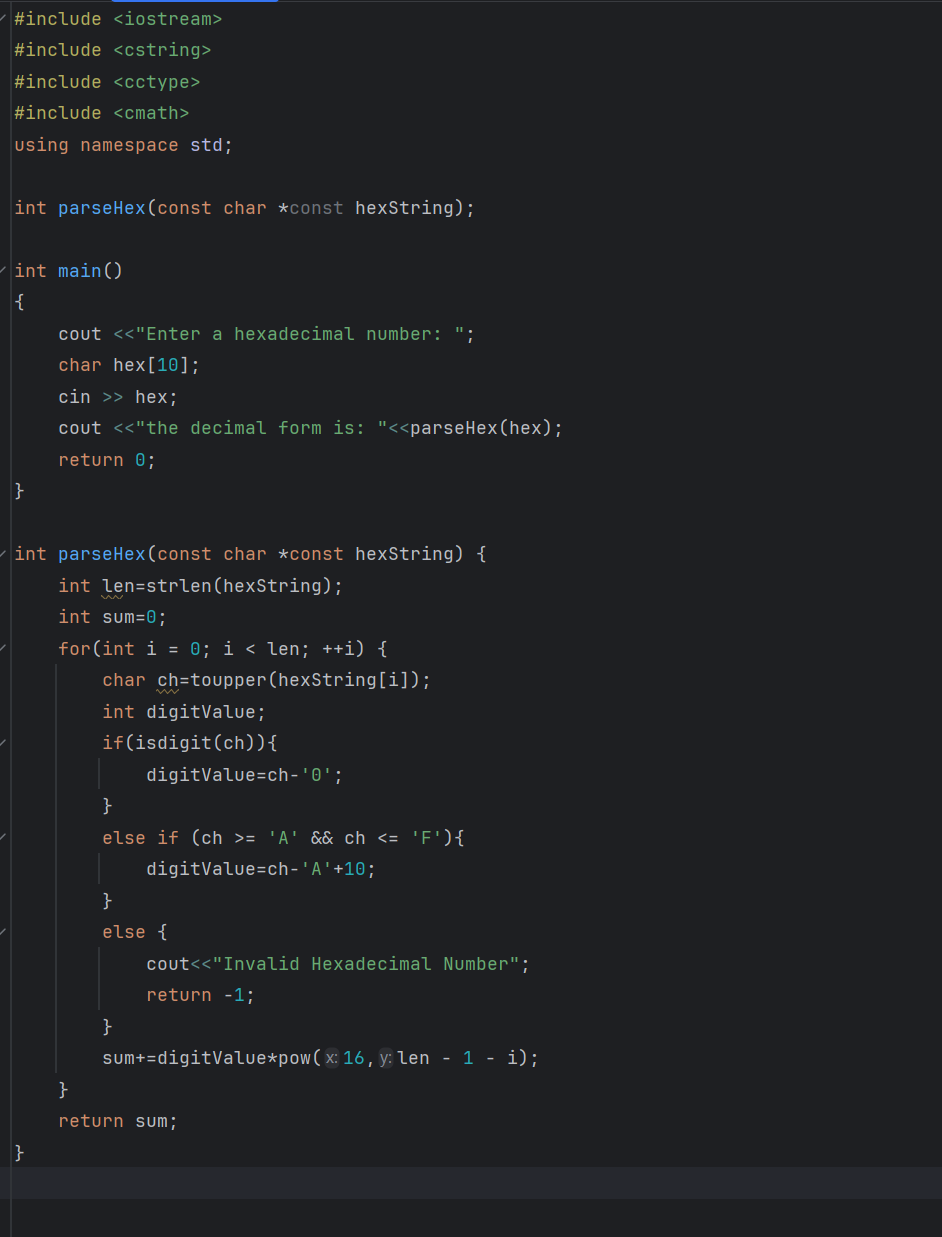 #include <iostream>
#include <cstring>
#include <cctype>
#include <cmath>
using namespace std;

int parseHex(const char *const hexString);

int main()
{
    cout <<"Enter a hexadecimal number: ";
    char hex[10];
    cin >> hex;
    cout <<"the decimal form is: "<<parseHex(hex);
    return 0;
}

int parseHex(const char *const hexString) {
    int len=strlen(hexString);
    int sum=0;
    for(int i = 0; i < len; ++i) {
        char ch=toupper(hexString[i]);
        int digitValue;
        if(isdigit(ch)){
            digitValue=ch-'0';
        }
        else if (ch >= 'A' && ch <= 'F'){
            digitValue=ch-'A'+10;
        }
        else {
            cout<<"Invalid Hexadecimal Number";
            return -1;
        }
        sum+=digitValue*pow(x:16,y:len - 1 - i);
    }
    return sum;
}